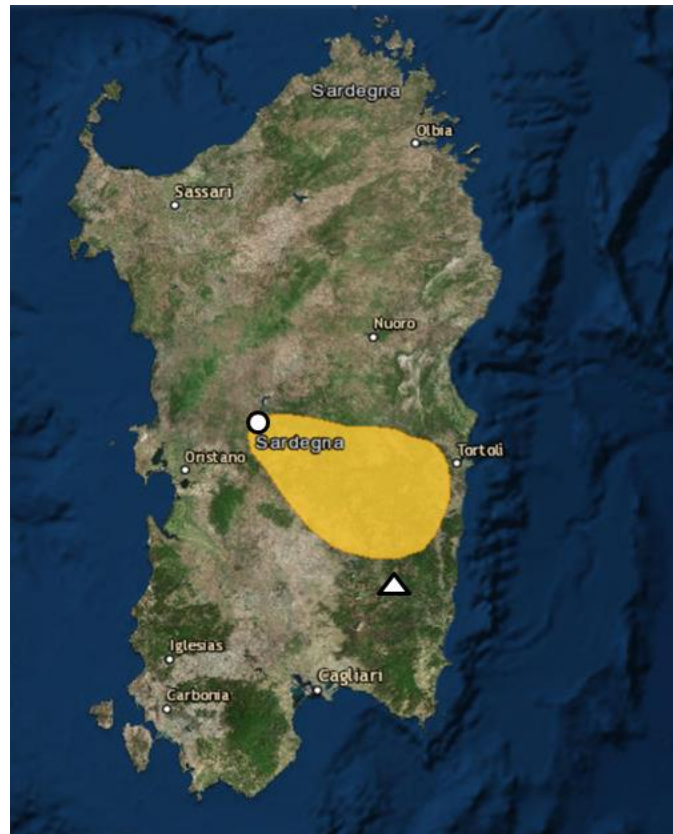 Sardegna
Olbia
Sassari
Nuoro
Sardegna
Oristano
Tortolì
Iglesias
Cagliari
Carbonia